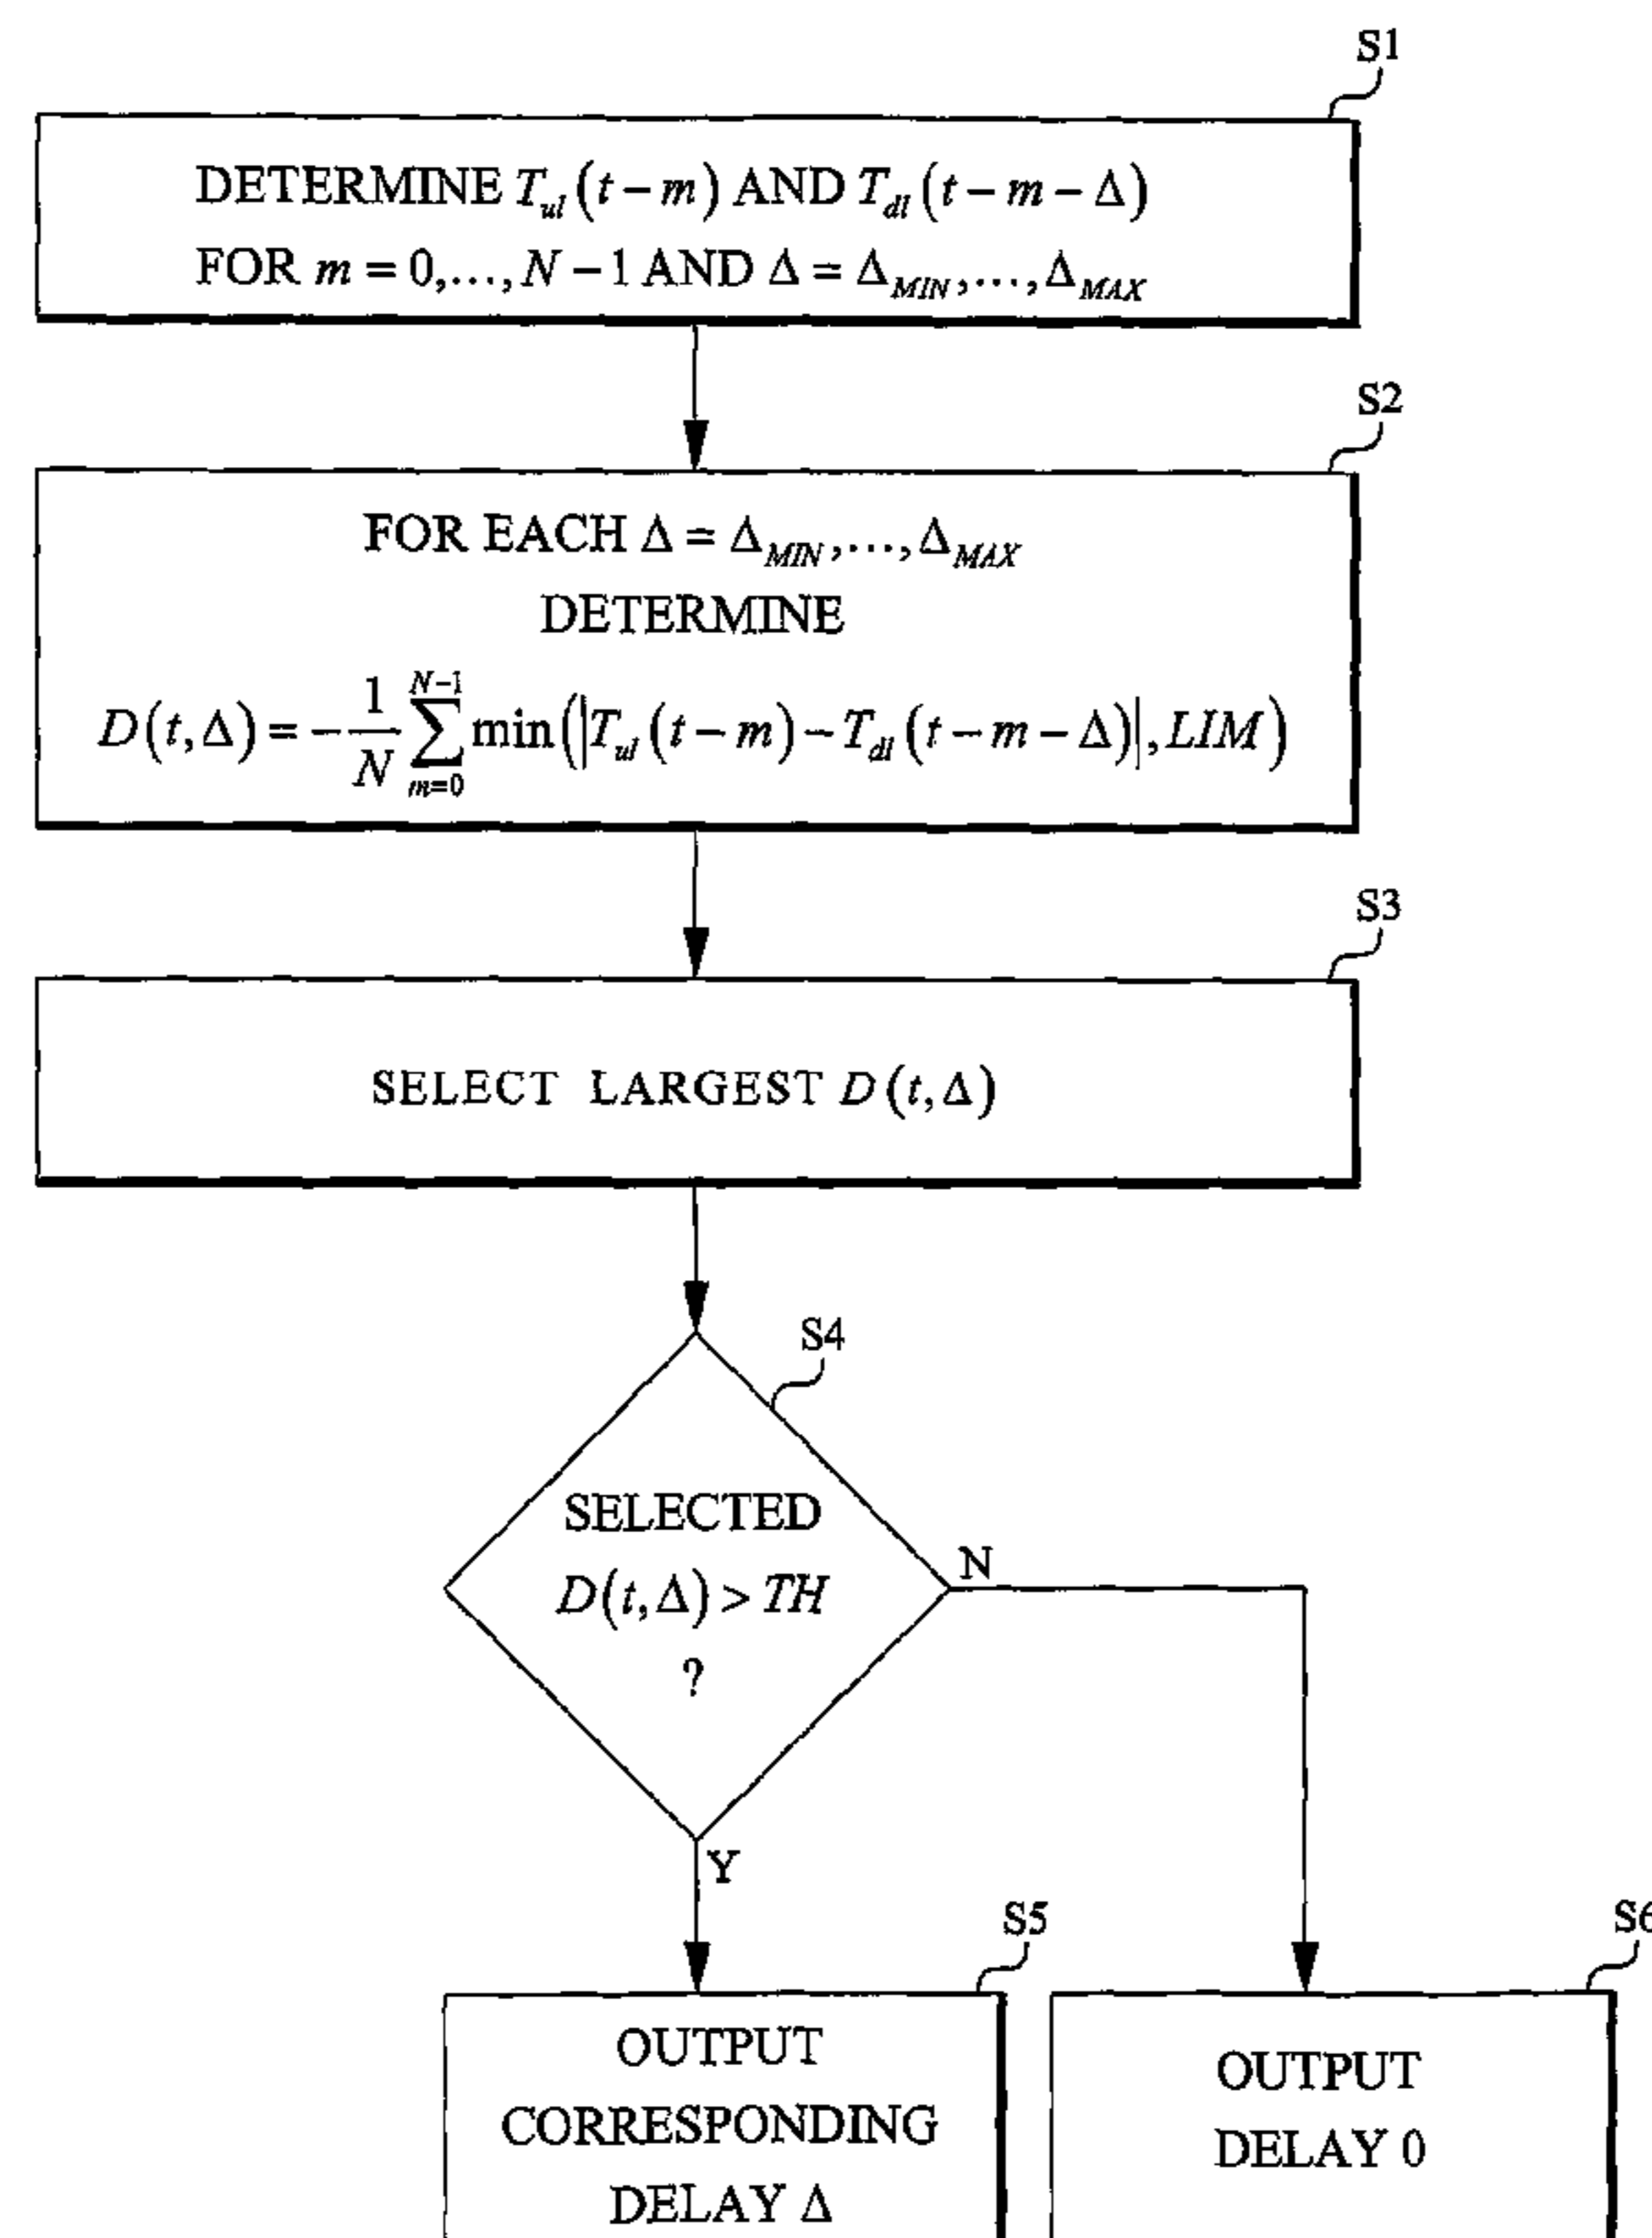 S1
DETERMINE T_ul(t − m) AND T_dl(t − m − Δ)
FOR m = 0,..., N − 1 AND Δ = Δ_MIN,..., Δ_MAX
S2
FOR EACH Δ = Δ_MIN,..., Δ_MAX
DETERMINE
D(t,Δ) = −\frac{1}{N} \sum_{m=0}^{N−1} min(|T_ul(t − m) − T_dl(t − m − Δ)|, LIM)
S3
SELECT LARGEST D(t,Δ)
S4
SELECTED
D(t,Δ) > TH
?
N
Y
S5
OUTPUT
CORRESPONDING
DELAY Δ
S6
OUTPUT
DELAY 0